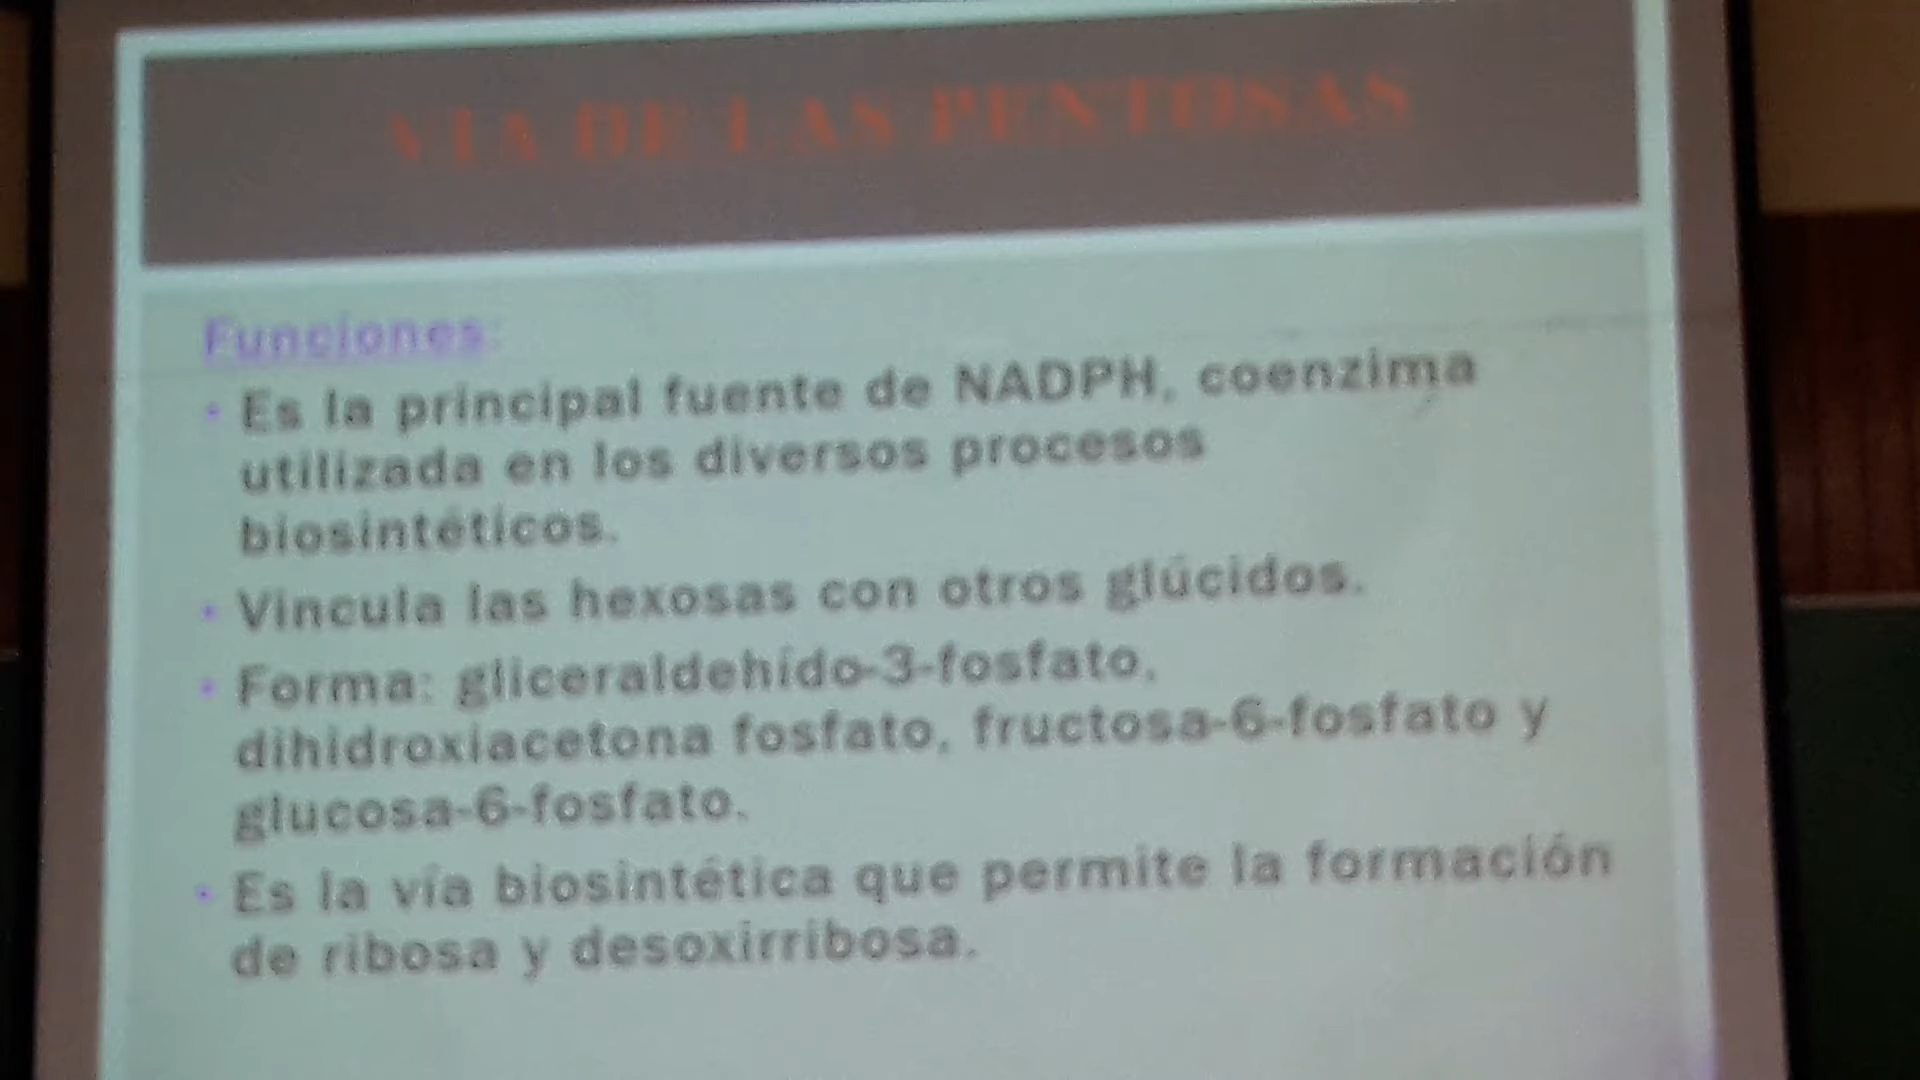 VIA DE LAS PENTOSAS
Funciones:
• Es la principal fuente de NADPH, coenzima
utilizada en los diversos procesos
biosintéticos.
• Vincula las hexosas con otros glúcidos.
• Forma: gliceraldehído-3-fosfato,
dihidroxiacetona fosfato, fructosa-6-fosfato y
glucosa-6-fosfato.
• Es la vía biosintética que permite la formación
de ribosa y desoxirribosa.